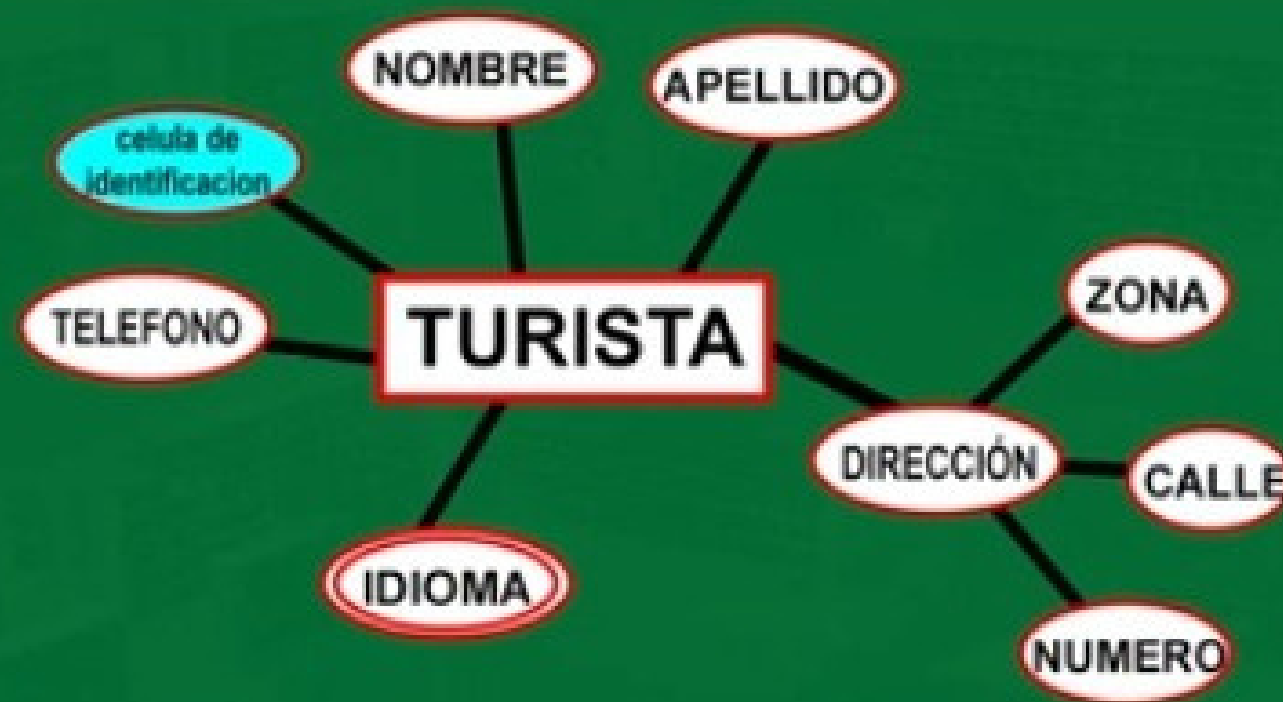 NOMBRE
APELLIDO
celula de
identificacion
TELEFONO
TURISTA
ZONA
DIRECCIÓN
CALLE
IDIOMA
NUMERO